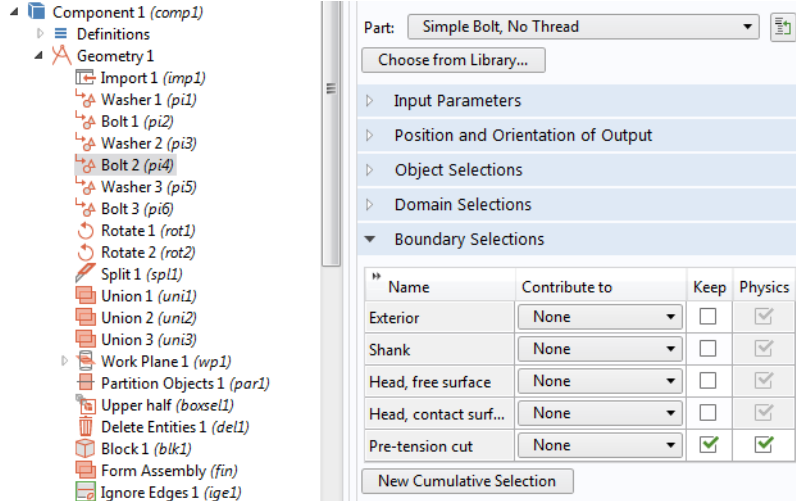 Component 1 (comp1)
Definitions
Geometry 1
Import 1 (imp1)
Washer 1 (pi1)
Bolt 1 (pi2)
Washer 2 (pi3)
Bolt 2 (pi4)
Washer 3 (pi5)
Bolt 3 (pi6)
Rotate 1 (rot1)
Rotate 2 (rot2)
Split 1 (spl1)
Union 1 (uni1)
Union 2 (uni2)
Union 3 (uni3)
Work Plane 1 (wp1)
Partition Objects 1 (par1)
Upper half (boxsel1)
Delete Entities 1 (del1)
Block 1 (blk1)
Form Assembly (fin)
Ignore Edges 1 (ige1)
Part: Simple Bolt, No Thread
Choose from Library...
Input Parameters
Position and Orientation of Output
Object Selections
Domain Selections
Boundary Selections
Name Contribute to Keep Physics
Exterior None
Shank None
Head, free surface None
Head, contact surf... None
Pre-tension cut None
New Cumulative Selection